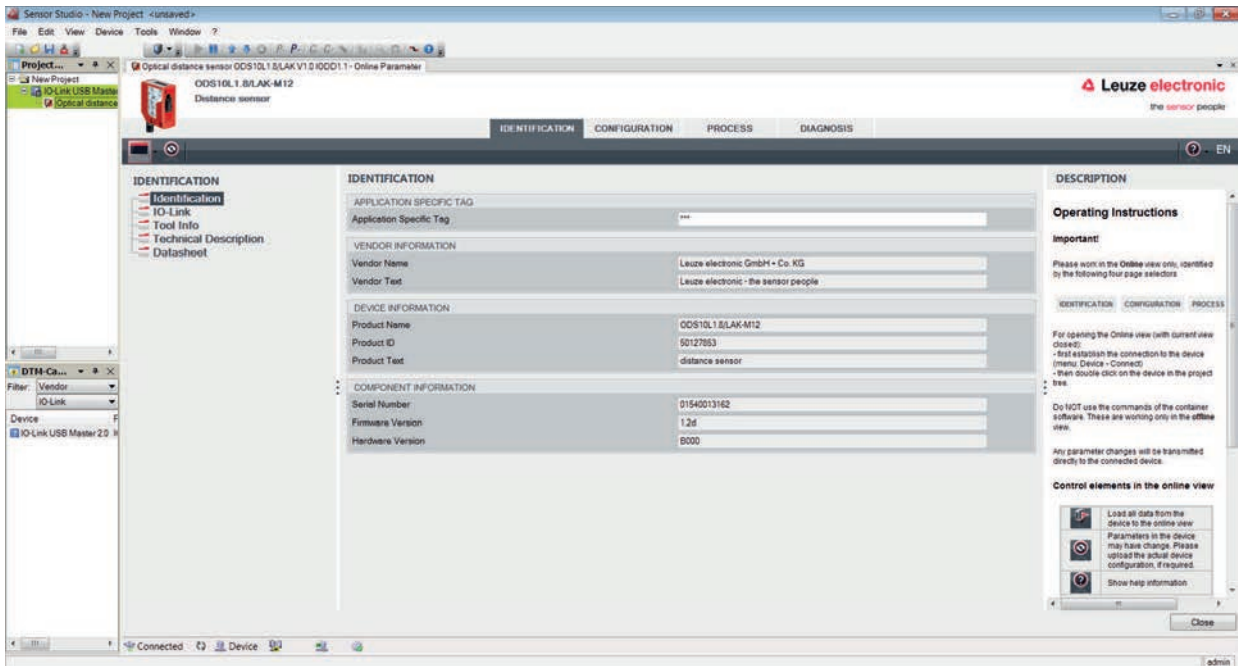 Sensor Studio - New Project <unsaved>
File Edit View Device Tools Window ?
Project...
New Project
IO-Link USB Master
Optical distance
Optical distance sensor ODS10L1.8/LAK V1.0 IODD1.1 - Online Parameter
ODS10L1.8/LAK-M12
Distance sensor
Leuze electronic
the sensor people
IDENTIFICATION CONFIGURATION PROCESS DIAGNOSIS
EN
IDENTIFICATION
Identification
IO-Link
Tool Info
Technical Description
Datasheet
IDENTIFICATION
APPLICATION SPECIFIC TAG
Application Specific Tag ***
VENDOR INFORMATION
Vendor Name Leuze electronic GmbH + Co. KG
Vendor Text Leuze electronic - the sensor people
DEVICE INFORMATION
Product Name ODS10L1.8/LAK-M12
Product ID 50127853
Product Text distance sensor
COMPONENT INFORMATION
Serial Number 01540013162
Firmware Version 1.2d
Hardware Version B000
DESCRIPTION
Operating Instructions
Important!
Please work in the Online view only, identified
by the following four page selectors
IDENTIFICATION CONFIGURATION PROCESS
For opening the Online view (with current view
closed):
- first establish the connection to the device
(menu: Device - Connect)
- then double click on the device in the project
tree.
Do NOT use the commands of the container
software. These are working only in the offline
view.
Any parameter changes will be transmitted
directly to the connected device.
Control elements in the online view
Load all data from the
device to the online view
Parameters in the device
may have change. Please
upload the actual device
configuration, if required.
Show help information
Close
DTM-Ca...
Filter: Vendor
IO-Link
Device
IO-Link USB Master 2.0
Connected Device
admin